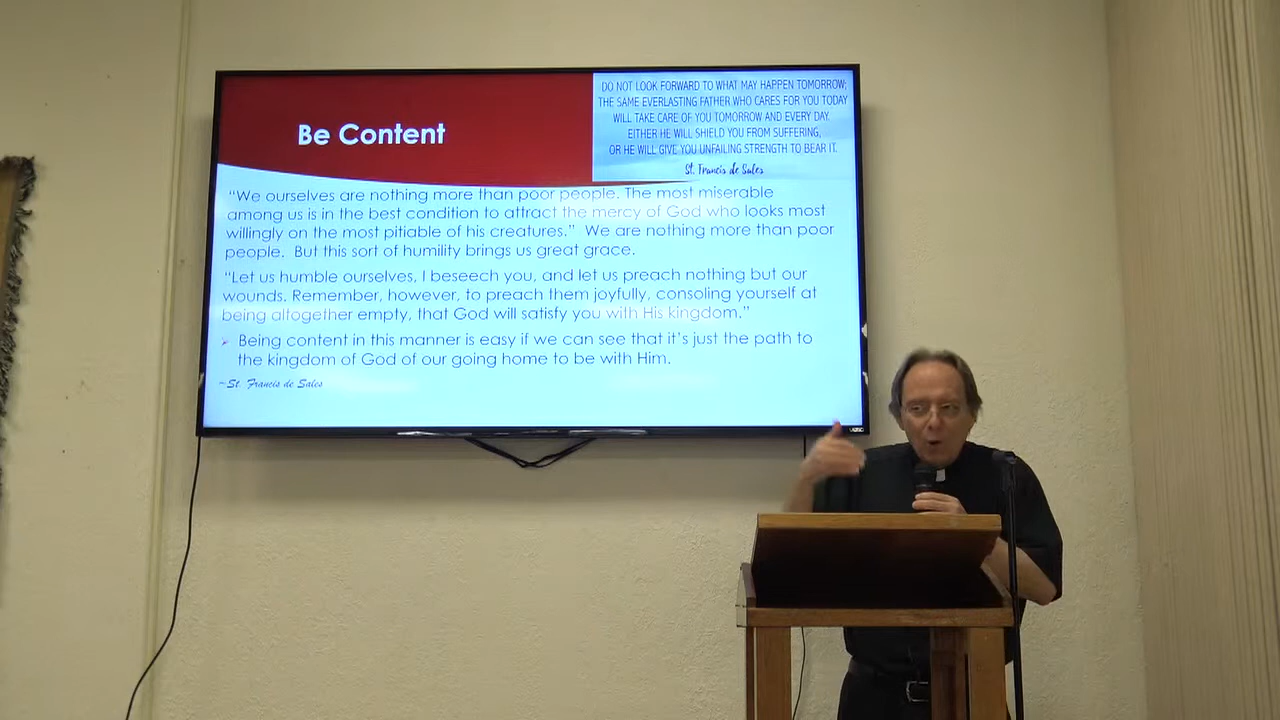 Be Content
DO NOT LOOK FORWARD TO WHAT MAY HAPPEN TOMORROW;
THE SAME EVERLASTING FATHER WHO CARES FOR YOU TODAY
WILL TAKE CARE OF YOU TOMORROW AND EVERY DAY.
EITHER HE WILL SHIELD YOU FROM SUFFERING,
OR HE WILL GIVE YOU UNFAILING STRENGTH TO BEAR IT.
St. Francis de Sales
“We ourselves are nothing more than poor people. The most miserable
among us is in the best condition to attract the mercy of God who looks most
willingly on the most pitiable of his creatures.” We are nothing more than poor
people. But this sort of humility brings us great grace.
“Let us humble ourselves, I beseech you, and let us preach nothing but our
wounds. Remember, however, to preach them joyfully, consoling yourself at
being altogether empty, that God will satisfy you with His kingdom.”
Being content in this manner is easy if we can see that it’s just the path to
the kingdom of God of our going home to be with Him.
~St. Francis de Sales